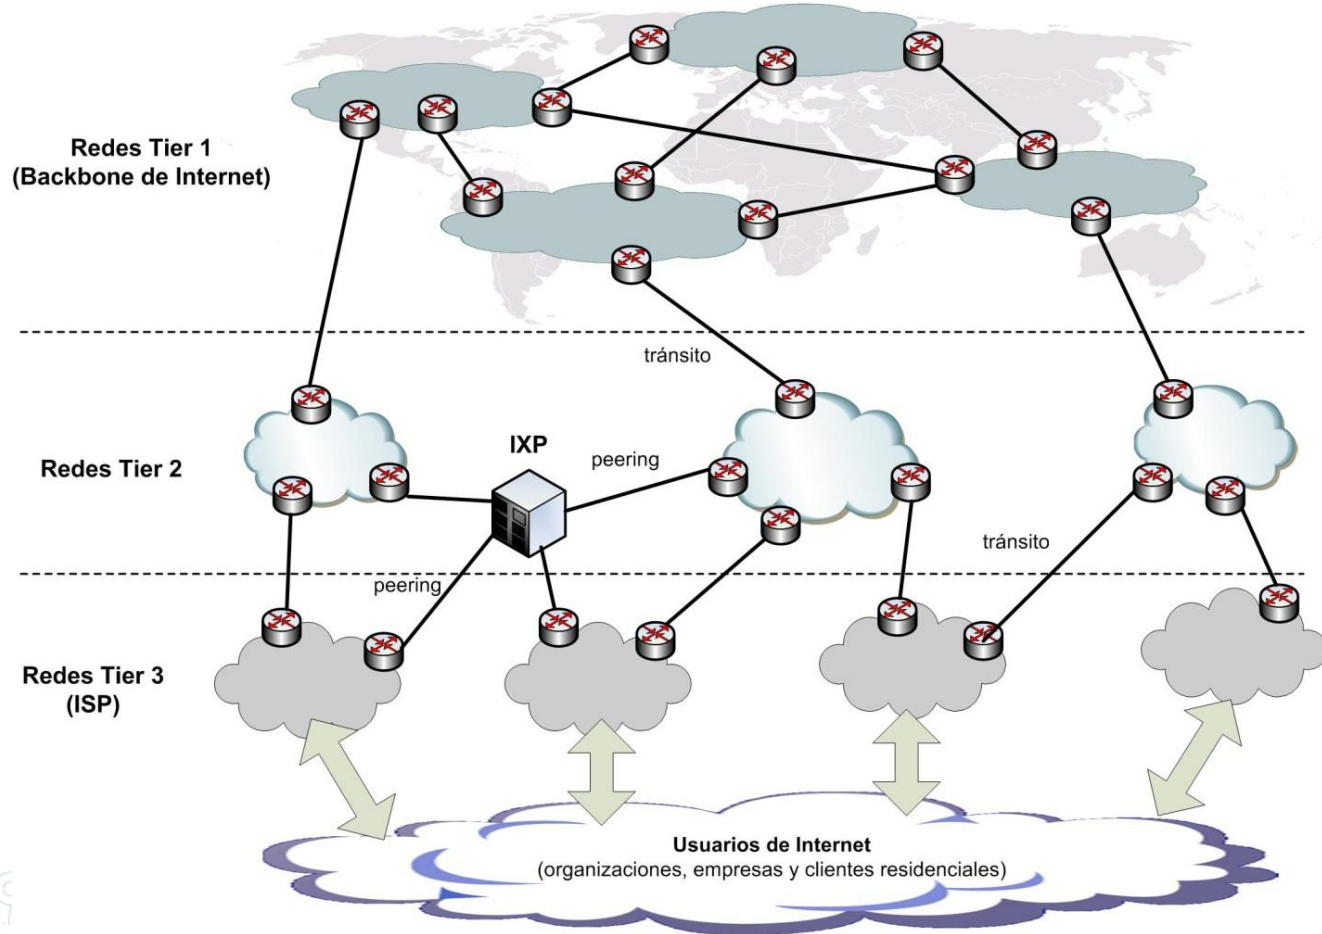 Redes Tier 1
(Backbone de Internet)
tránsito
IXP
peering
Redes Tier 2
tránsito
peering
Redes Tier 3
(ISP)
Usuarios de Internet
(organizaciones, empresas y clientes residenciales)